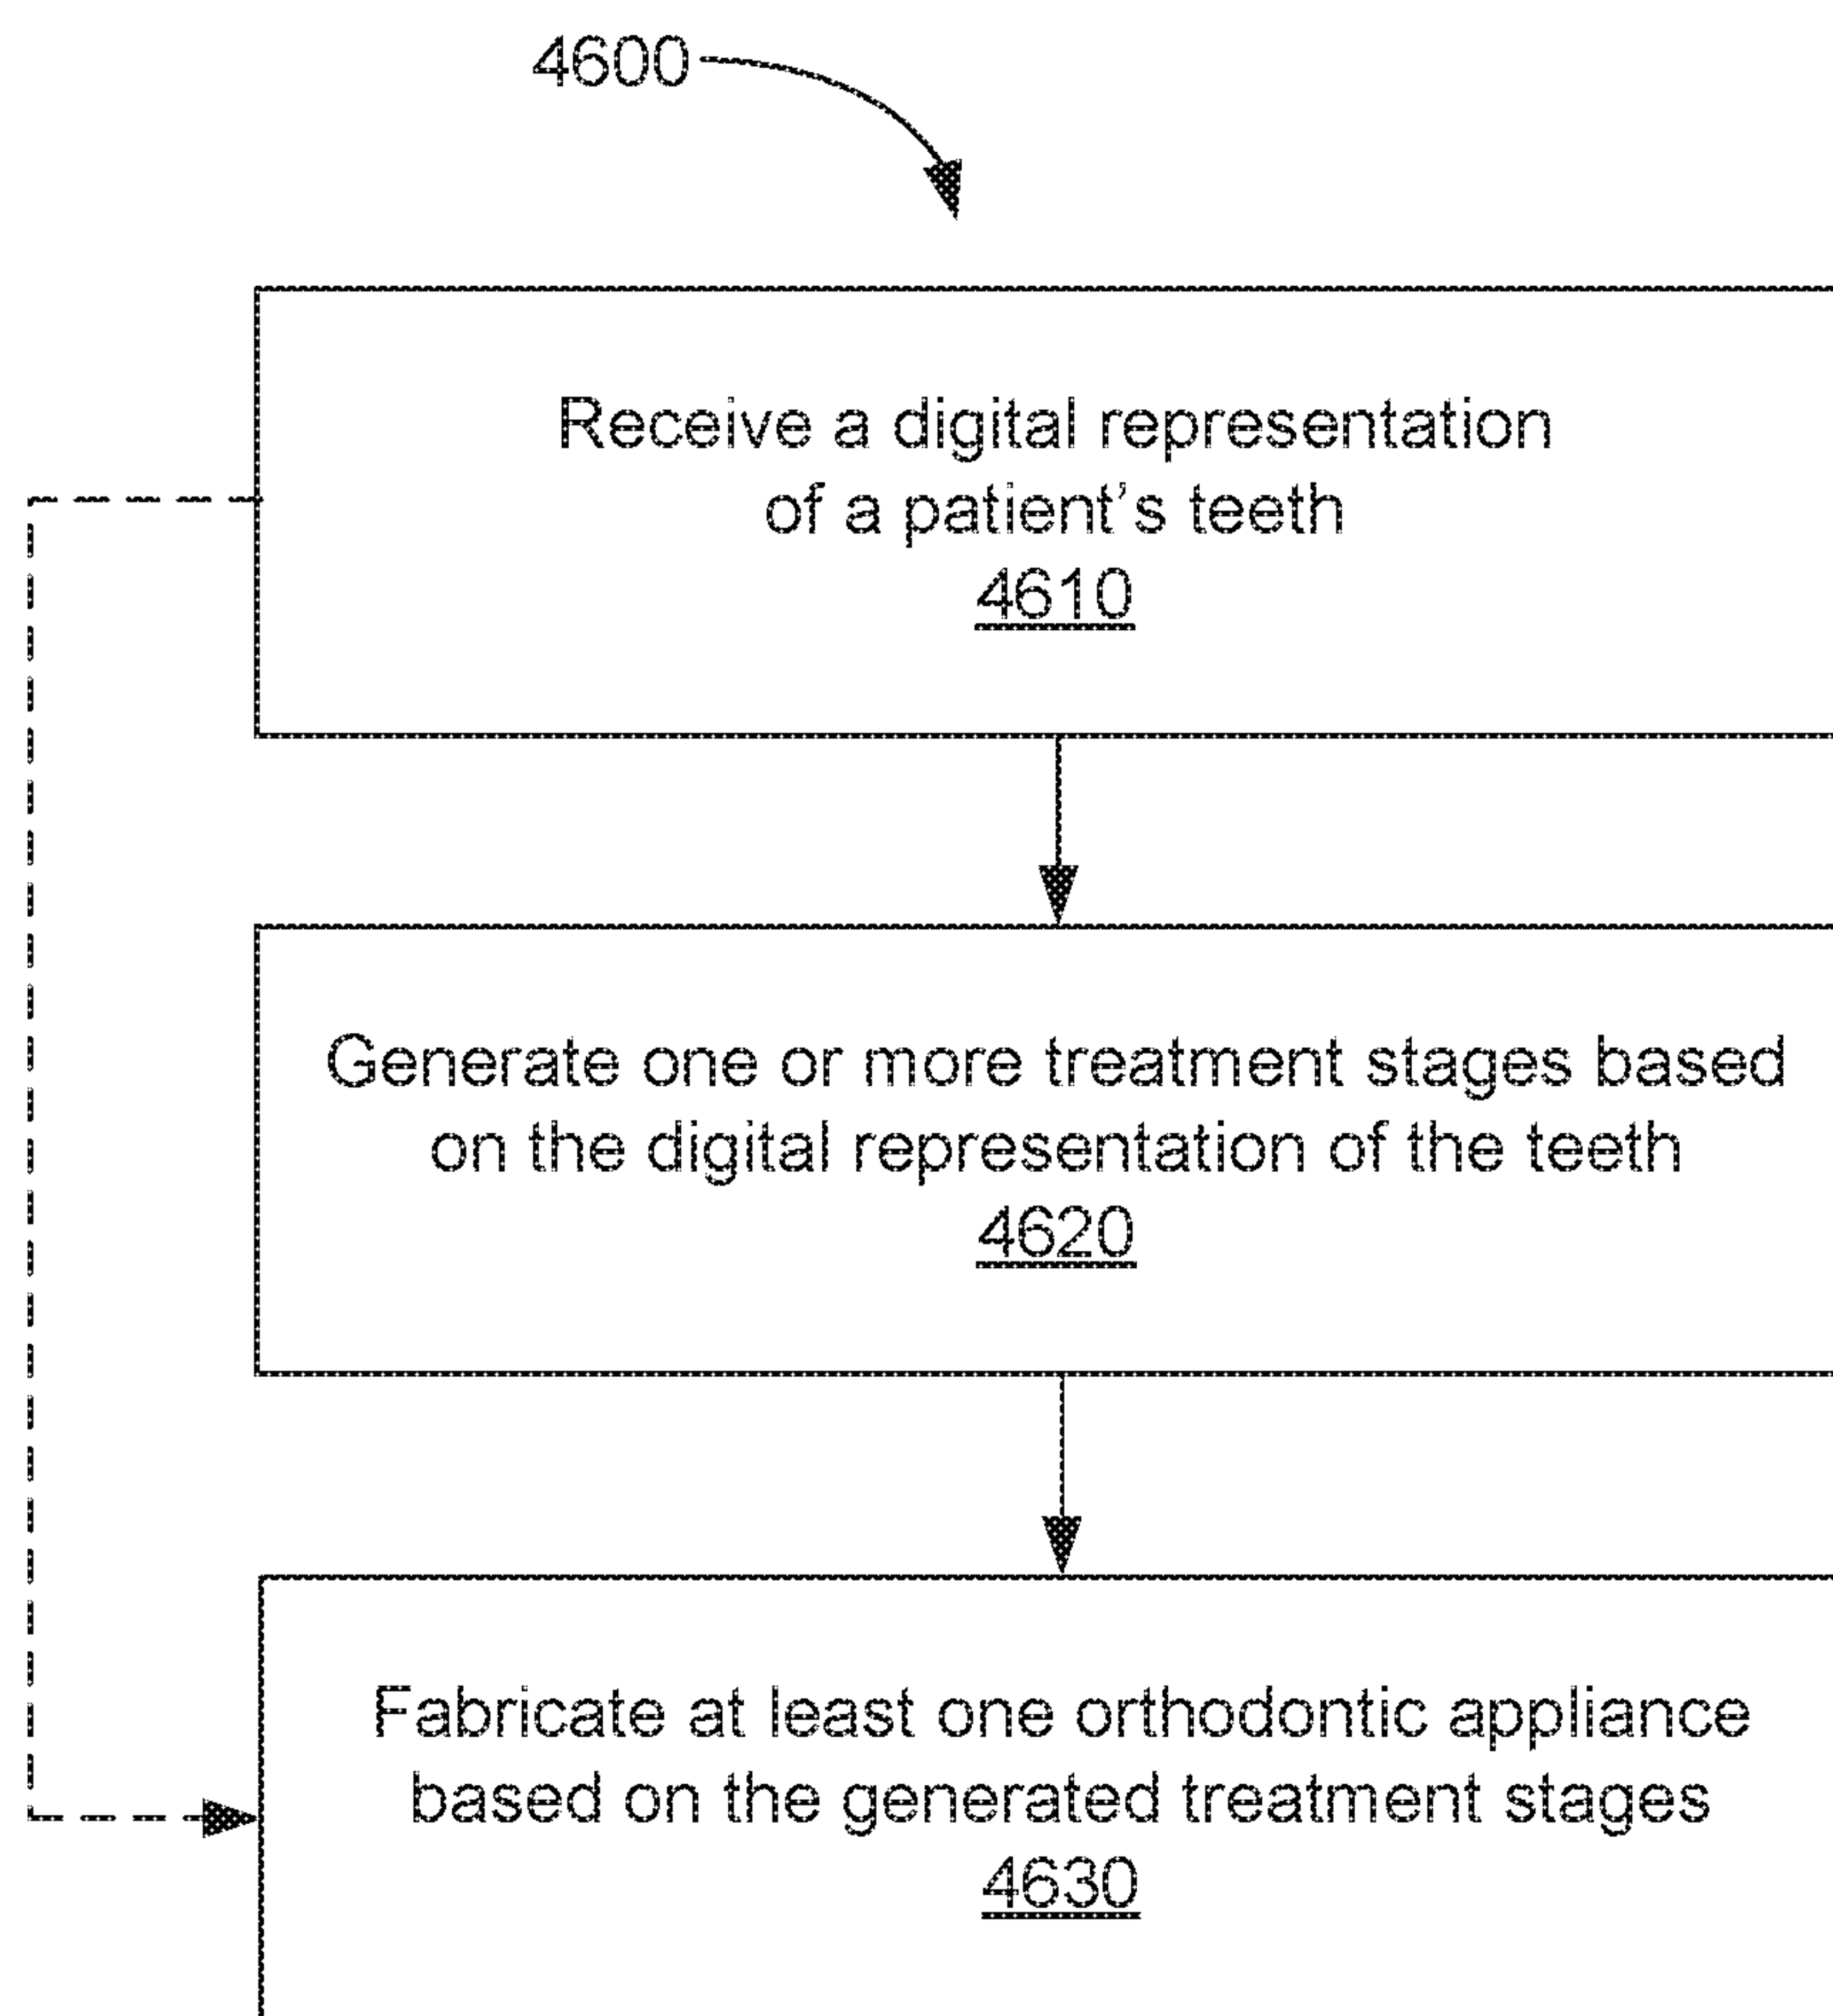 4600
Receive a digital representation
of a patient's teeth
4610
Generate one or more treatment stages based
on the digital representation of the teeth
4620
Fabricate at least one orthodontic appliance
based on the generated treatment stages
4630